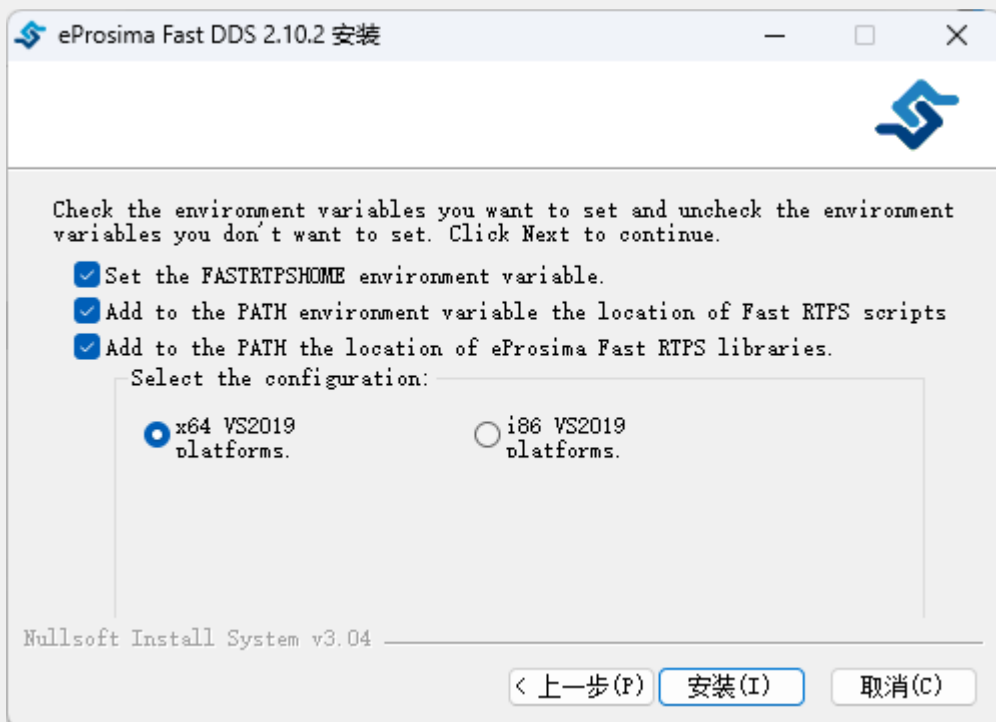 eProsima Fast DDS 2.10.2 安装
Check the environment variables you want to set and uncheck the environment
variables you don't want to set. Click Next to continue.
Set the FASTRTPSHOME environment variable.
Add to the PATH environment variable the location of Fast RTPS scripts
Add to the PATH the location of eProsima Fast RTPS libraries.
Select the configuration:
x64 VS2019
platforms.
i86 VS2019
platforms.
Nullsoft Install System v3.04
< 上一步(P)
安装(I)
取消(C)